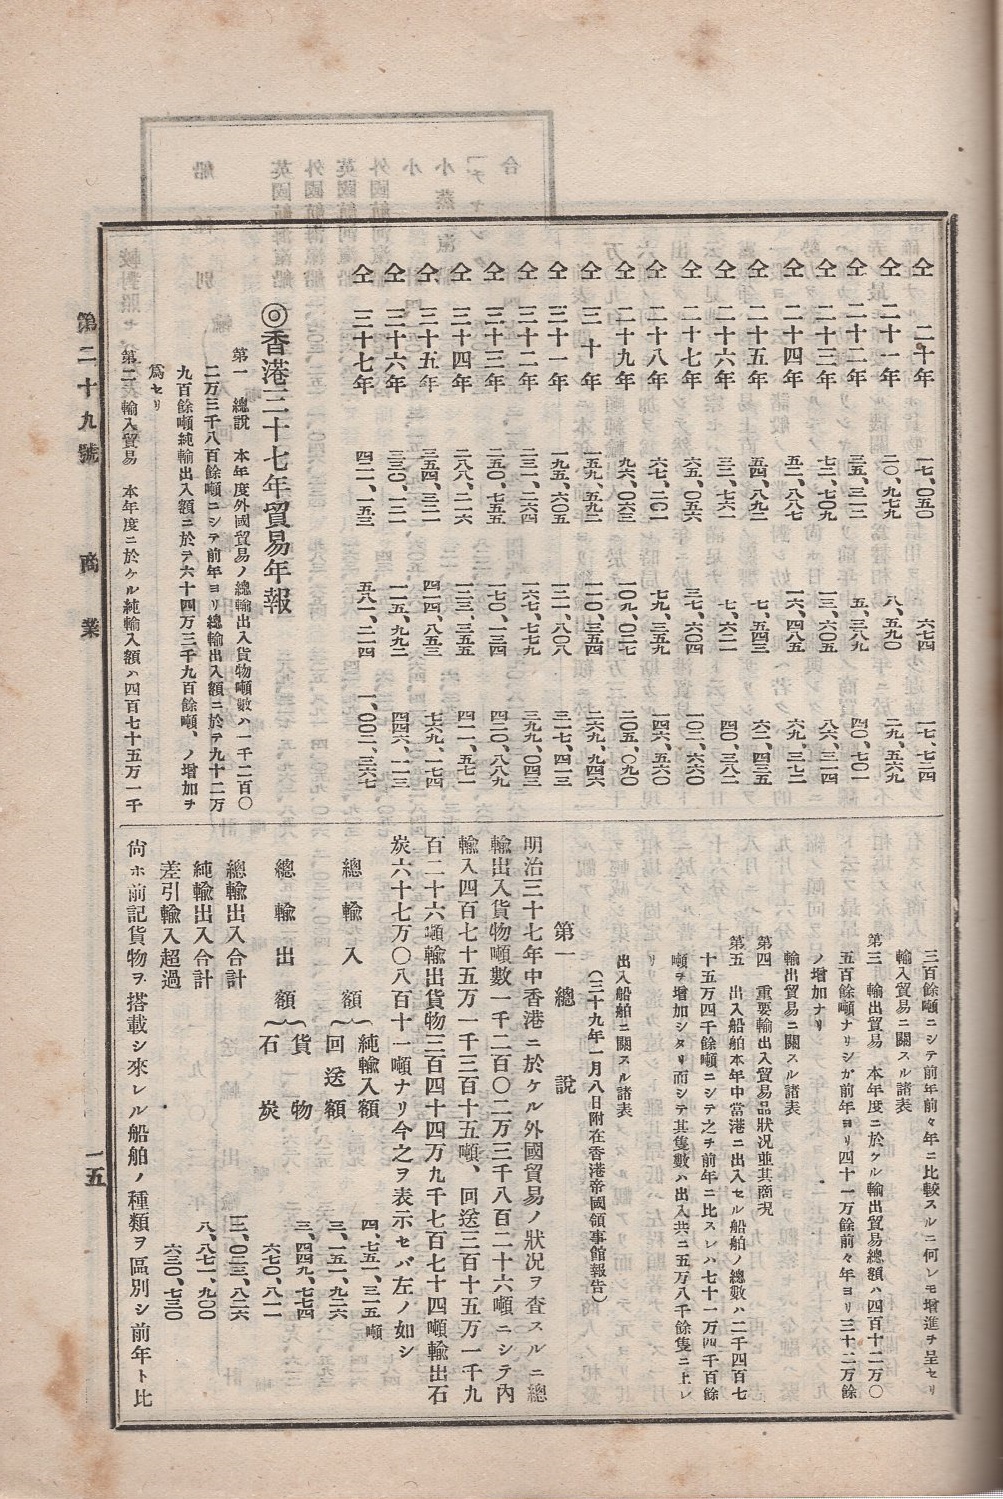 仝 二十年 一七、〇五〇 六七四 一七、七二四
仝 二十一年 二〇、九七九 八、五九〇 二九、五六九
仝 二十二年 三五、三一二 五、三八九 四〇、七〇一
仝 二十三年 七二、七〇九 一三、六〇五 八六、三一四
仝 二十四年 五二、八八七 一六、四八五 六九、三七二
仝 二十五年 五四、八九二 七、五四三 六二、四三五
仝 二十六年 三二、七六一 七、六二一 四〇、三八二
仝 二十七年 六五、〇五六 三七、六〇四 一〇二、六六〇
仝 二十八年 六七、二〇一 七九、三五九 一四六、五六〇
仝 二十九年 九六、〇六三 一〇九、〇二七 二〇五、〇九〇
仝 三十年 一五九、五九二 一一〇、三五四 二六九、九四六
仝 三十一年 一九五、六〇五 一二一、八〇八 三一七、四一三
仝 三十二年 二三一、二六四 一六七、七七九 三九九、〇四三
仝 三十三年 二五〇、七五五 一七〇、一三四 四二〇、八八九
仝 三十四年 二八八、二一六 一二三、三五五 四一一、五七一
仝 三十五年 三五四、三二一 四一四、八五三 七六九、一七四
仝 三十六年 三三〇、一二一 一一五、九九二 四四六、一一三
仝 三十七年 四二一、一五三 五八一、二一四 一、〇〇二、三六七
◎香港三十七年貿易年報
第一 總說 本年度外國貿易ノ總輸出入貨物噸數ハ一千二百〇
二万三千八百餘噸ニシテ前年ヨリ總輸出入額ニ於テ九十二万
九百餘噸純輸出入額ニ於テ六十四万三千九百餘噸、ノ增加ヲ
爲セリ
第二 輸入貿易 本年度ニ於ケル純輸入額ハ四百七十五万一千
三百餘噸ニシテ前年前々年ニ比較スルニ何レモ增進ヲ呈セリ
輸入貿易ニ關スル諸表
第三 輸出貿易 本年度ニ於ケル輸出貿易總額ハ四百十二万〇
五百餘噸ナリシガ前年ヨリ四十一万餘前々年ヨリ三十二万餘
ノ增加ナリ
輸出貿易ニ關スル諸表
第四 重要輸出入貿易品狀況並其商況
第五 出入船舶本年中當港ニ出入セル船舶ノ總數ハ二千四百七
十五万四千餘噸ニシテ之ヲ前年ニ比スレハ七十一万四千百餘
噸ヲ增加シタリ而シテ其隻數ハ出入共ニ五万八千餘隻ニ上レ
リ
出入船舶ニ關スル諸表
（三十九年一月八日附在香港帝國領事館報告）
第一 總 說
明治三十七年中香港ニ於ケル外國貿易ノ狀況ヲ查スルニ總
輸出入貨物噸數一千二百〇二万三千八百二十六噸ニシテ內
輸入四百七十五万一千三百十五噸、回送三百十五万一千九
百二十六噸輸出貨物三百四十四万九千七百七十四噸輸出石
炭六十七万〇八百十一噸ナリ今之ヲ表示セバ左ノ如シ
總輸入額 純輸入額 四、七五一、三一五噸
回送額 三、一五一、九二六
總輸出額 貨物 三、四四九、七七四
石炭 六七〇、八一一
總輸出入合計 一二、〇二三、八二六
純輸出入合計 八、八七一、九〇〇
差引輸入超過 六三〇、七三〇
尙ホ前記貨物ヲ搭載シ來レル船舶ノ種類ヲ區別シ前年ト比
第二十九號 商業 一五